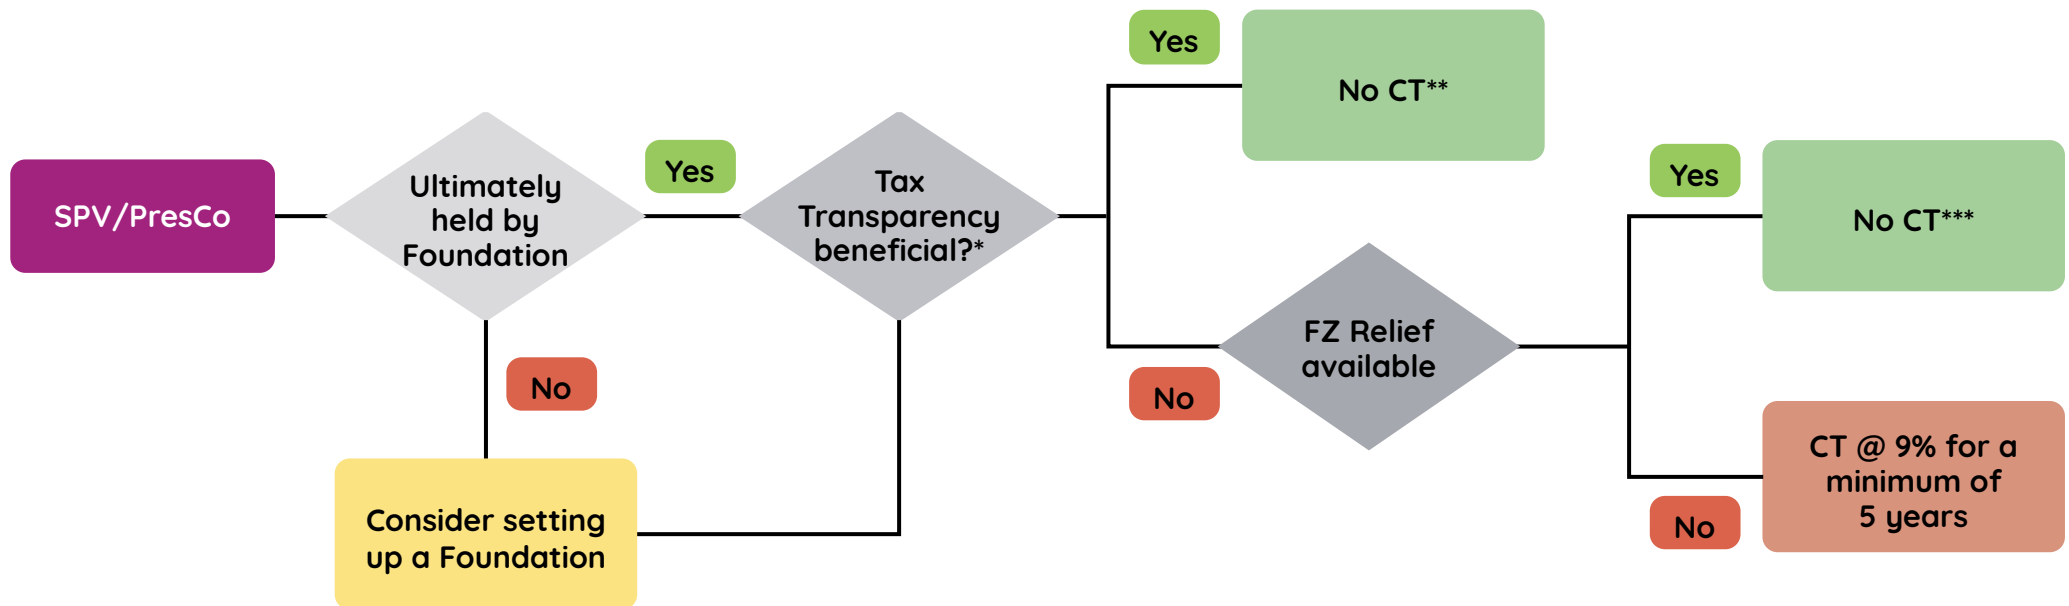 SPV/PresCo
Ultimately
held by
Foundation
Yes
No
Consider setting
up a Foundation
Tax
Transparency
beneficial?*
Yes
No CT**
No
FZ Relief
available
Yes
No CT***
No
CT @ 9% for a
minimum of
5 years